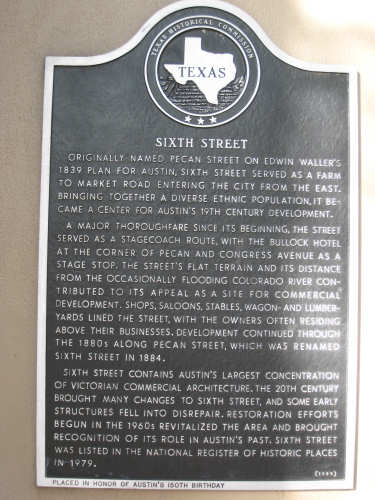 TEXAS HISTORICAL COMMISSION
TEXAS
SIXTH STREET
ORIGINALLY NAMED PECAN STREET ON EDWIN WALLER'S
1839 PLAN FOR AUSTIN, SIXTH STREET SERVED AS A FARM
TO MARKET ROAD ENTERING THE CITY FROM THE EAST.
BRINGING TOGETHER A DIVERSE ETHNIC POPULATION, IT BE-
CAME A CENTER FOR AUSTIN'S 19TH CENTURY DEVELOPMENT.
A MAJOR THOROUGHFARE SINCE ITS BEGINNING, THE STREET
SERVED AS A STAGECOACH ROUTE, WITH THE BULLOCK HOTEL
AT THE CORNER OF PECAN AND CONGRESS AVENUE AS A
STAGE STOP. THE STREET'S FLAT TERRAIN AND ITS DISTANCE
FROM THE OCCASIONALLY FLOODING COLORADO RIVER CON-
TRIBUTED TO ITS APPEAL AS A SITE FOR COMMERCIAL
DEVELOPMENT. SHOPS, SALOONS, STABLES, WAGON- AND LUMBER-
YARDS LINED THE STREET, WITH THE OWNERS OFTEN RESIDING
ABOVE THEIR BUSINESSES. DEVELOPMENT CONTINUED THROUGH
THE 1880s ALONG PECAN STREET, WHICH WAS RENAMED
SIXTH STREET IN 1884.
SIXTH STREET CONTAINS AUSTIN'S LARGEST CONCENTRATION
OF VICTORIAN COMMERCIAL ARCHITECTURE. THE 20TH CENTURY
BROUGHT MANY CHANGES TO SIXTH STREET, AND SOME EARLY
STRUCTURES FELL INTO DISREPAIR. RESTORATION EFFORTS
BEGUN IN THE 1960s REVITALIZED THE AREA AND BROUGHT
RECOGNITION OF ITS ROLE IN AUSTIN'S PAST. SIXTH STREET
WAS LISTED IN THE NATIONAL REGISTER OF HISTORIC PLACES
IN 1979.
PLACED IN HONOR OF AUSTIN'S 150TH BIRTHDAY